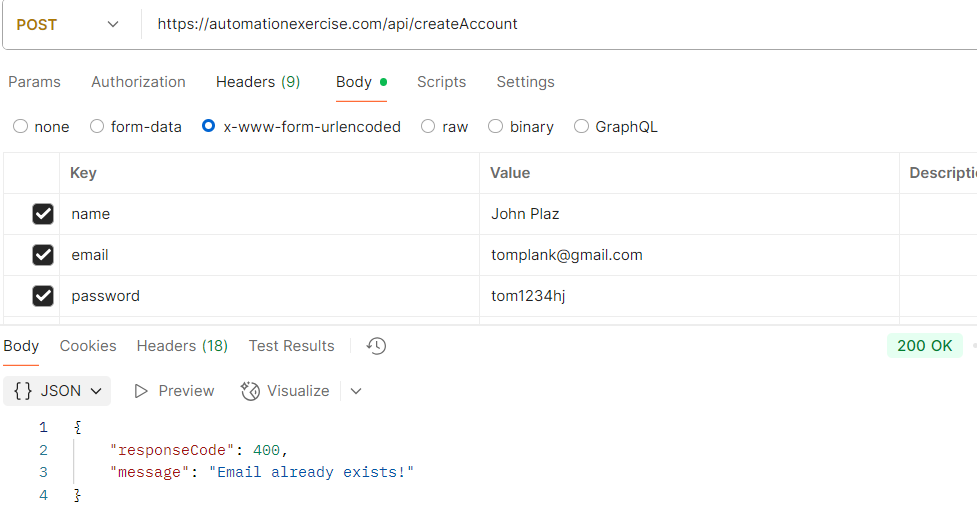 POST https://automationexercise.com/api/createAccount
Params Authorization Headers (9) Body Scripts Settings
none form-data x-www-form-urlencoded raw binary GraphQL
Key Value Descripti
name John Plaz
email tomplank@gmail.com
password tom1234hj
Body Cookies Headers (18) Test Results 200 OK
{} JSON Preview Visualize
1 {
2 "responseCode": 400,
3 "message": "Email already exists!"
4 }